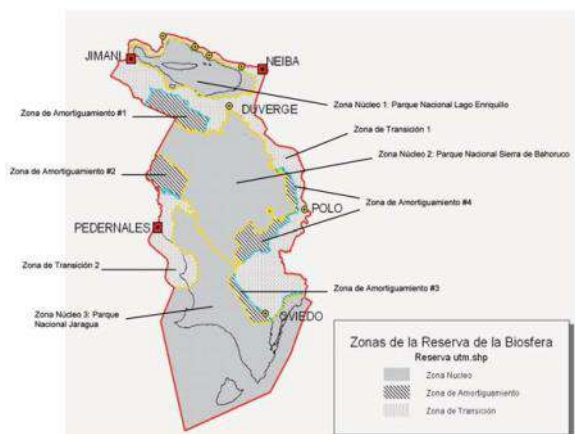 JIMANI
NEIBA
Zona Núcleo 1: Parque Nacional Lago Enriquillo
Zona de Amortiguamiento #1
DUVERGE
Zona de Transición 1
Zona Núcleo 2: Parque Nacional Sierra de Bahoruco
Zona de Amortiguamiento #2
Zona de Amortiguamiento #4
POLO
PEDERNALES
Zona de Transición 2
Zona de Amortiguamiento #3
Zona Núcleo 3: Parque
Nacional Jaragua
OVIEDO
Zonas de la Reserva de la Biosfera
Reserva utm.shp
Zona Nucleo
Zona de Amortiguamiento
Zona de Transición